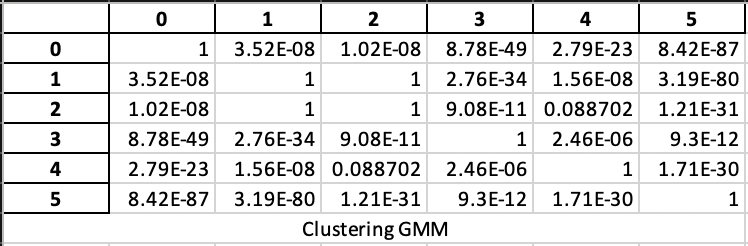 0 1 2 3 4 5
0 1 3.52E-08 1.02E-08 8.78E-49 2.79E-23 8.42E-87
1 3.52E-08 1 1 2.76E-34 1.56E-08 3.19E-80
2 1.02E-08 1 1 9.08E-11 0.088702 1.21E-31
3 8.78E-49 2.76E-34 9.08E-11 1 2.46E-06 9.3E-12
4 2.79E-23 1.56E-08 0.088702 2.46E-06 1 1.71E-30
5 8.42E-87 3.19E-80 1.21E-31 9.3E-12 1.71E-30 1
Clustering GMM